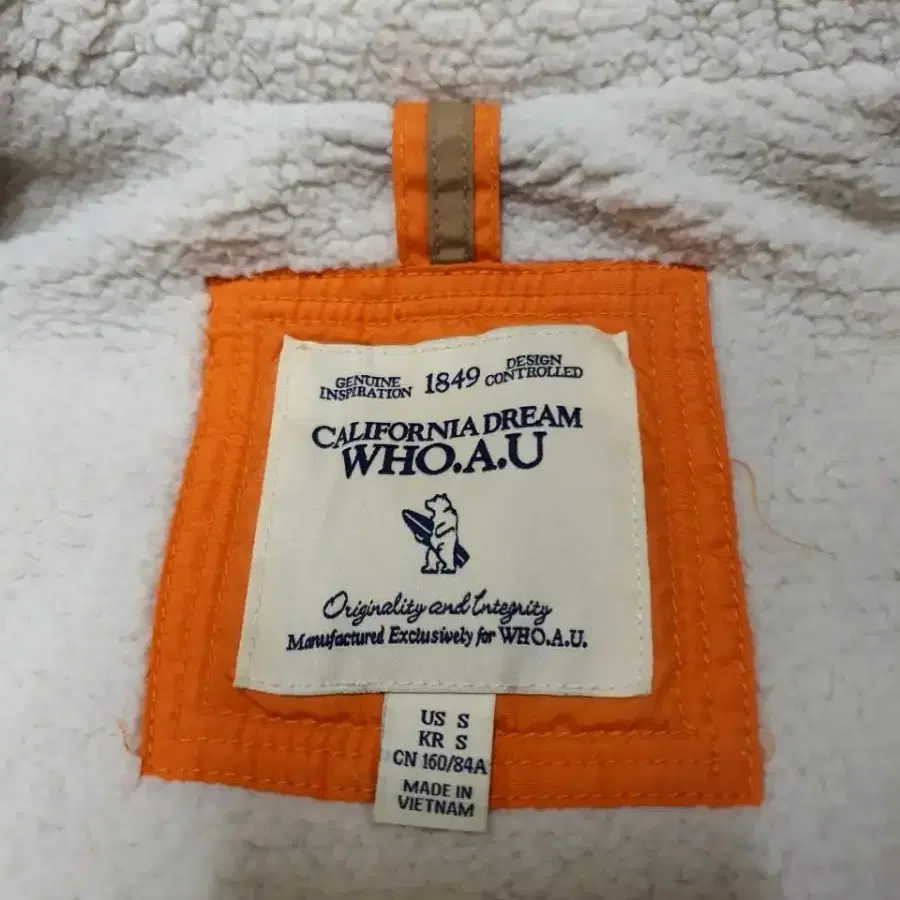 GENUINE INSPIRATION 1849 DESIGN CONTROLLED
CALIFORNIA DREAM
WHO.A.U
Originality and Integrity
Manufactured Exclusively for WHO.A.U.
US S
KR S
CN 160/84A
MADE IN
VIETNAM